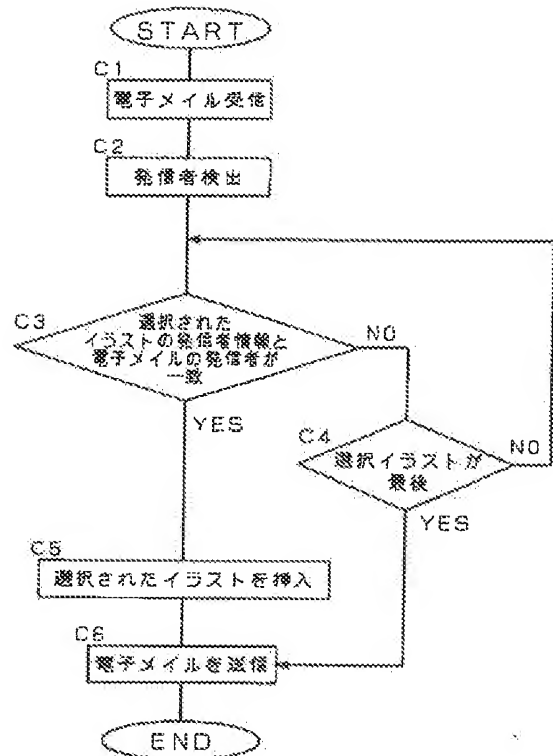 START
C1
電子メイル受信
C2
発信者検出
C3
選択された
イラストの発信者情報と
電子メイルの発信者が
一致
NO
YES
C4
選択イラストが
最後
NO
YES
C5
選択されたイラストを挿入
C6
電子メイルを送信
END